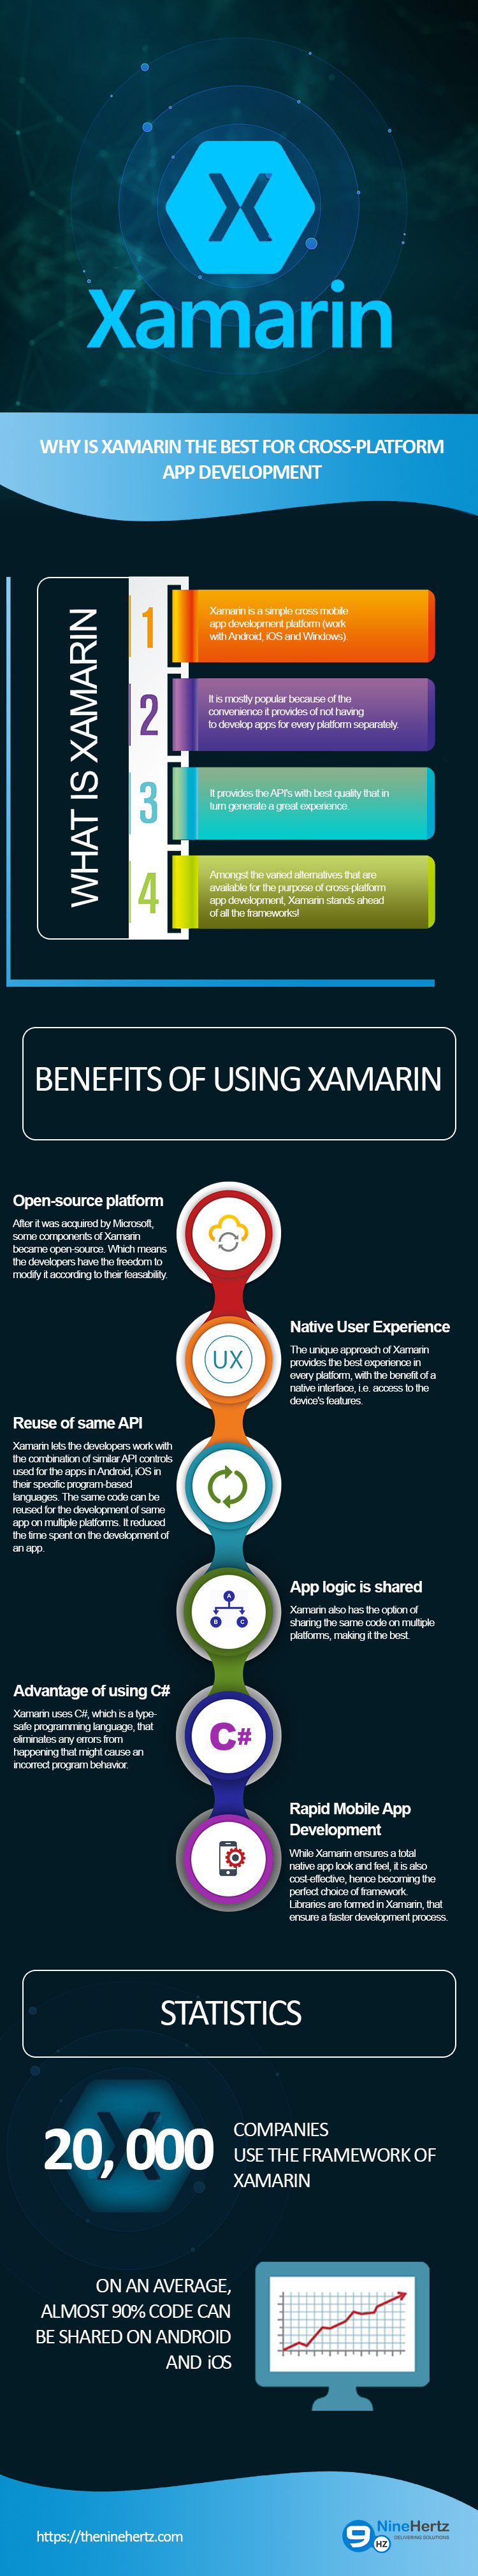 X
Xamarin
WHY IS XAMARIN THE BEST FOR CROSS-PLATFORM
APP DEVELOPMENT
WHAT IS XAMARIN
1
Xamarin is a simple cross mobile
app development platform (work
with Android, iOS and Windows).
2
It is mostly popular because of the
convenience it provides of not having
to develop apps for every platform separately.
3
It provides the API's with best quality that in
turn generate a great experience.
4
Amongst the varied alternatives that are
available for the purpose of cross-platform
app development, Xamarin stands ahead
of all the frameworks!
BENEFITS OF USING XAMARIN
Open-source platform
After it was acquired by Microsoft,
some components of Xamarin
became open-source. Which means
the developers have the freedom to
modify it according to their feasability.
Native User Experience
The unique approach of Xamarin
provides the best experience in
every platform, with the benefit of a
native interface, i.e. access to the
device's features.
UX
Reuse of same API
Xamarin lets the developers work with
the combination of similar API controls
used for the apps in Android, iOS in
their specific program-based
languages. The same code can be
reused for the development of same
app on multiple platforms. It reduced
the time spent on the development of
an app.
App logic is shared
Xamarin also has the option of
sharing the same code on multiple
platforms, making it the best.
A
B
C
Advantage of using C#
Xamarin uses C#, which is a type-
safe programming language, that
eliminates any errors from
happening that might cause an
incorrect program behavior.
C#
Rapid Mobile App
Development
While Xamarin ensures a total
native app look and feel, it is also
cost-effective, hence becoming the
perfect choice of framework.
Libraries are formed in Xamarin, that
ensure a faster development process.
STATISTICS
X
20, 000
COMPANIES
USE THE FRAMEWORK OF
XAMARIN
ON AN AVERAGE,
ALMOST 90% CODE CAN
BE SHARED ON ANDROID
AND iOS
https://theninehertz.com
9
HZ
NineHertz
DELIVERING SOLUTIONS